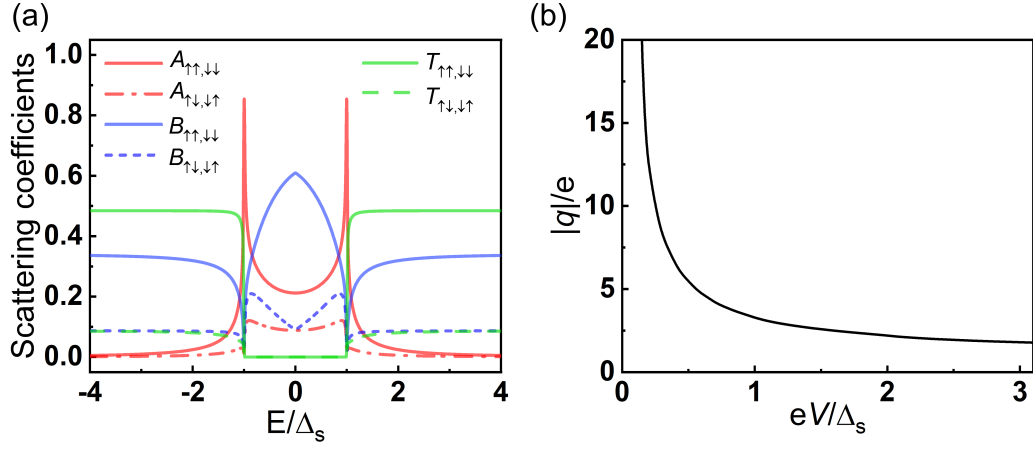 (a)
Scattering coefficients
1.0
0.8
0.6
0.4
0.2
0.0
A↑↑,↓↓
A↑↓,↓↑
B↑↑,↓↓
B↑↓,↓↑
T↑↑,↓↓
T↑↓,↓↑
-4 -2 0 2 4
E/Δs
(b)
|q|/e
20
15
10
5
0
0 1 2 3
eV/Δs